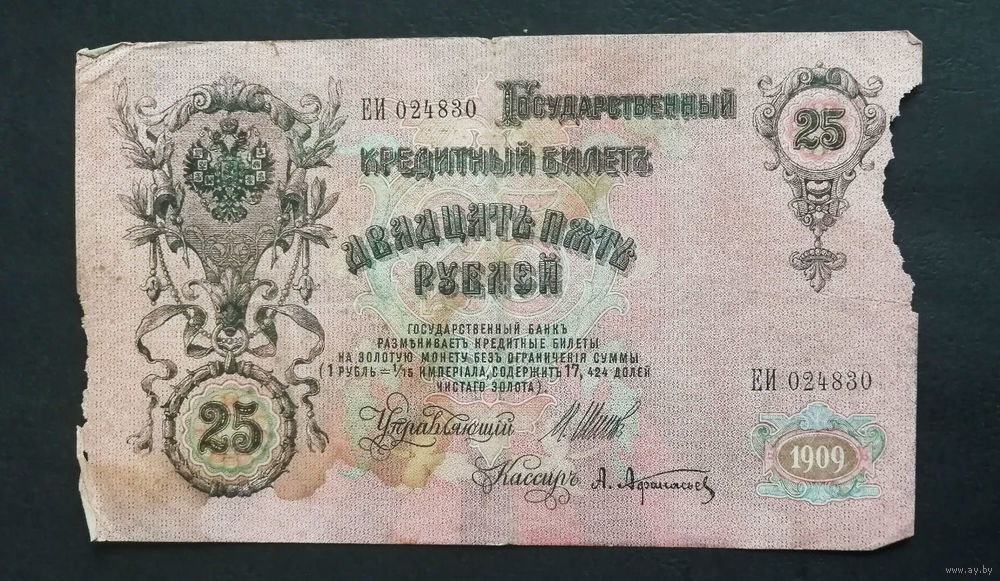 ЕИ 024830
Государственный
25
кредитный билетъ
двадцать пять
рублей
ГОСУДАРСТВЕННЫЙ БАНКЪ
РАЗМѢНИВАЕТЪ КРЕДИТНЫЕ БИЛЕТЫ
НА ЗОЛОТУЮ МОНЕТУ БЕЗЪ ОГРАНИЧЕНІЯ СУММЫ
(1 РУБЛЬ = 1/15 ИМПЕРІАЛА, СОДЕРЖИТЪ 17, 424 ДОЛЕЙ
ЧИСТАГО ЗОЛОТА).
ЕИ 024830
25
Управляющій
1909
Кассиръ А. Афанасьев
www.ay.by